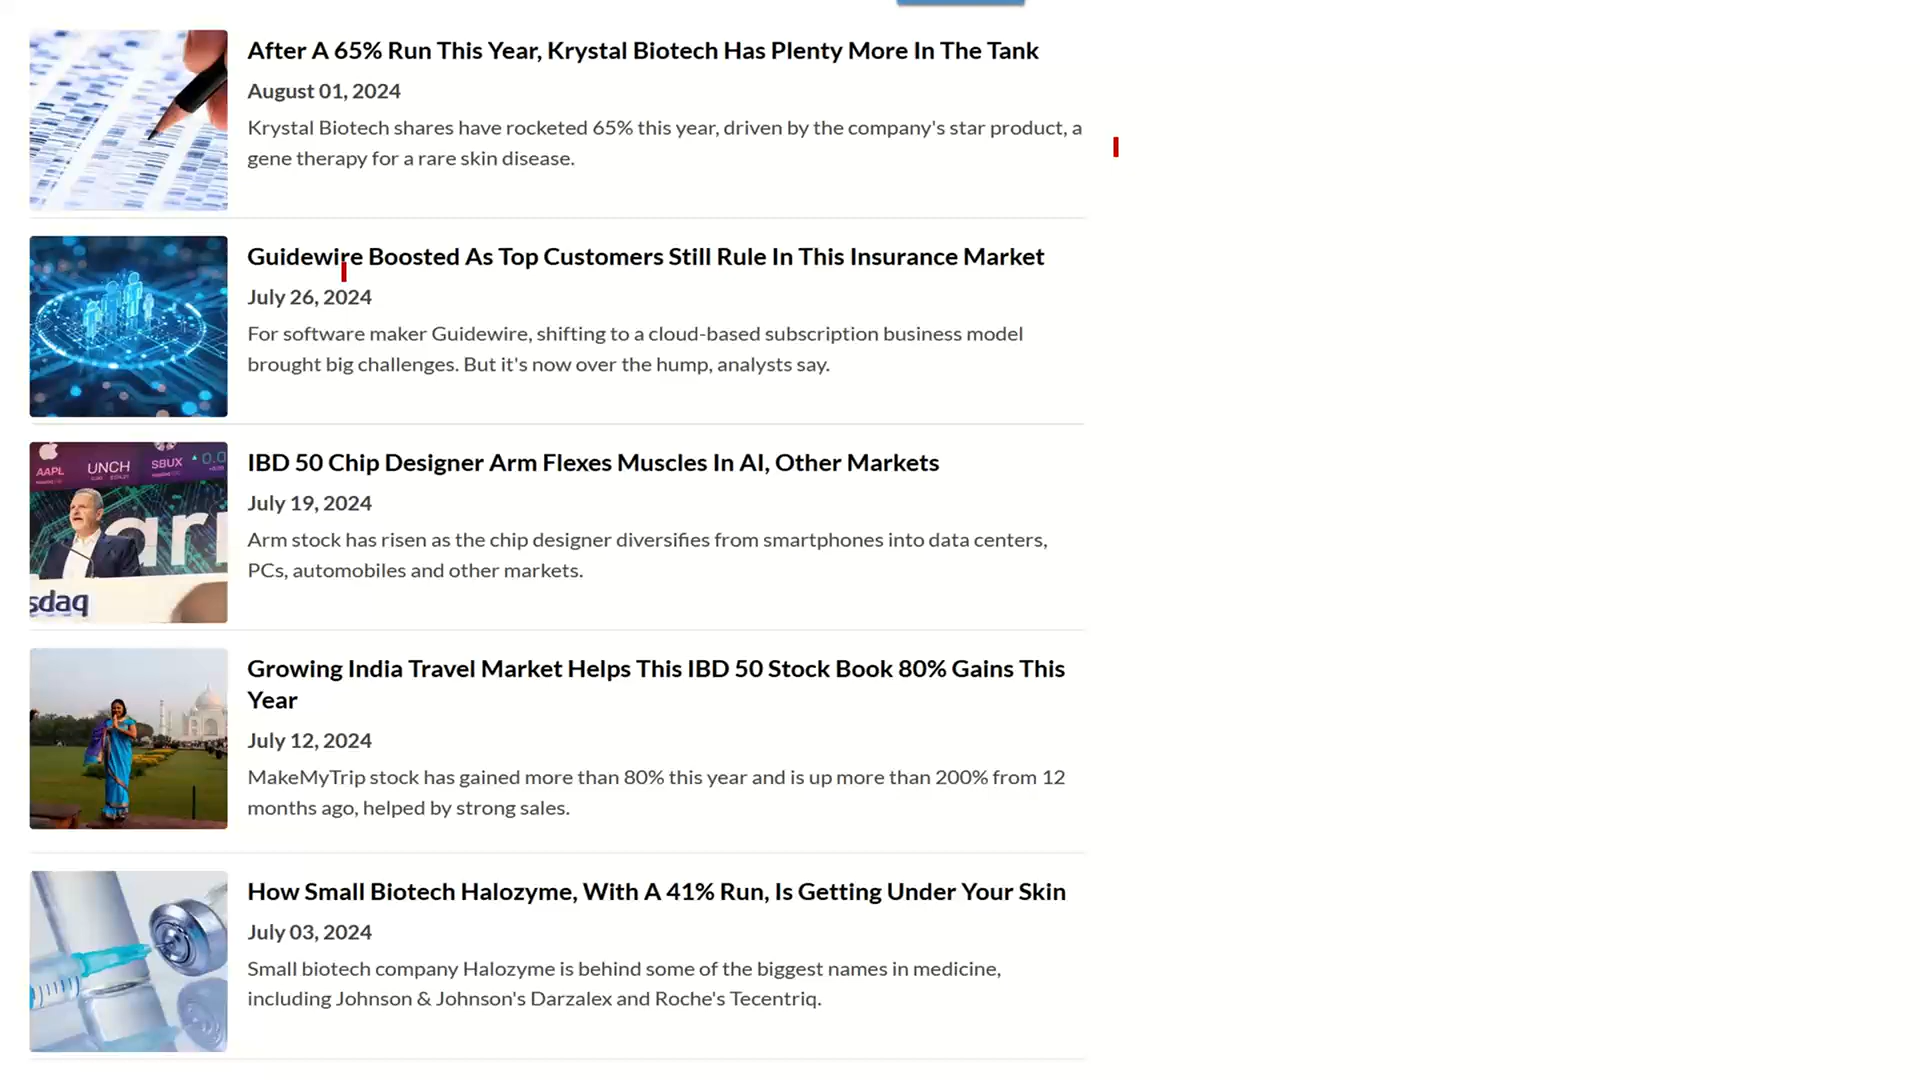 After A 65% Run This Year, Krystal Biotech Has Plenty More In The Tank
August 01, 2024
Krystal Biotech shares have rocketed 65% this year, driven by the company's star product, a
gene therapy for a rare skin disease.
Guidewire Boosted As Top Customers Still Rule In This Insurance Market
July 26, 2024
For software maker Guidewire, shifting to a cloud-based subscription business model
brought big challenges. But it's now over the hump, analysts say.
AAPL UNCH SBUX 0.0
arm
sdaq
IBD 50 Chip Designer Arm Flexes Muscles In AI, Other Markets
July 19, 2024
Arm stock has risen as the chip designer diversifies from smartphones into data centers,
PCs, automobiles and other markets.
Growing India Travel Market Helps This IBD 50 Stock Book 80% Gains This
Year
July 12, 2024
MakeMyTrip stock has gained more than 80% this year and is up more than 200% from 12
months ago, helped by strong sales.
How Small Biotech Halozyme, With A 41% Run, Is Getting Under Your Skin
July 03, 2024
Small biotech company Halozyme is behind some of the biggest names in medicine,
including Johnson & Johnson's Darzalex and Roche's Tecentriq.